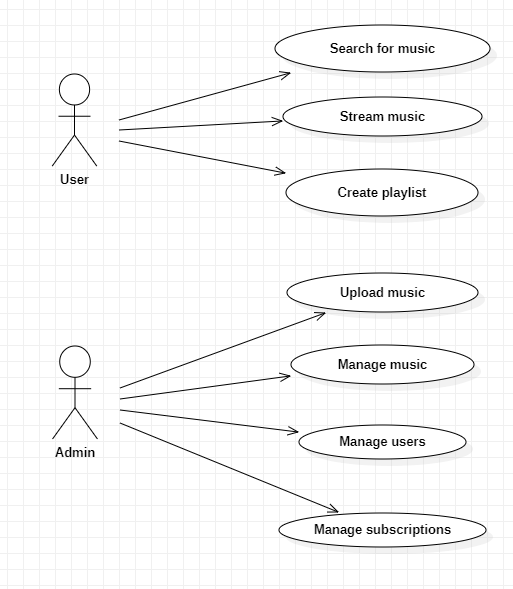 Search for music
Stream music
User
Create playlist
Upload music
Manage music
Manage users
Admin
Manage subscriptions